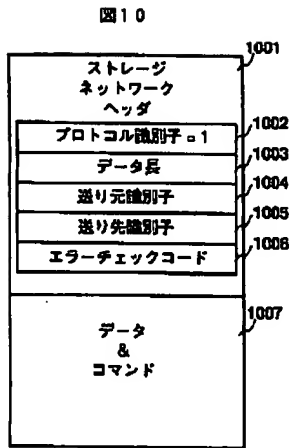 図10
ストレージ
ネットワーク
ヘッダ
1001
プロトコル識別子=1
1002
データ長
1003
送り元識別子
1004
送り先識別子
1005
エラーチェックコード
1006
データ
&
コマンド
1007